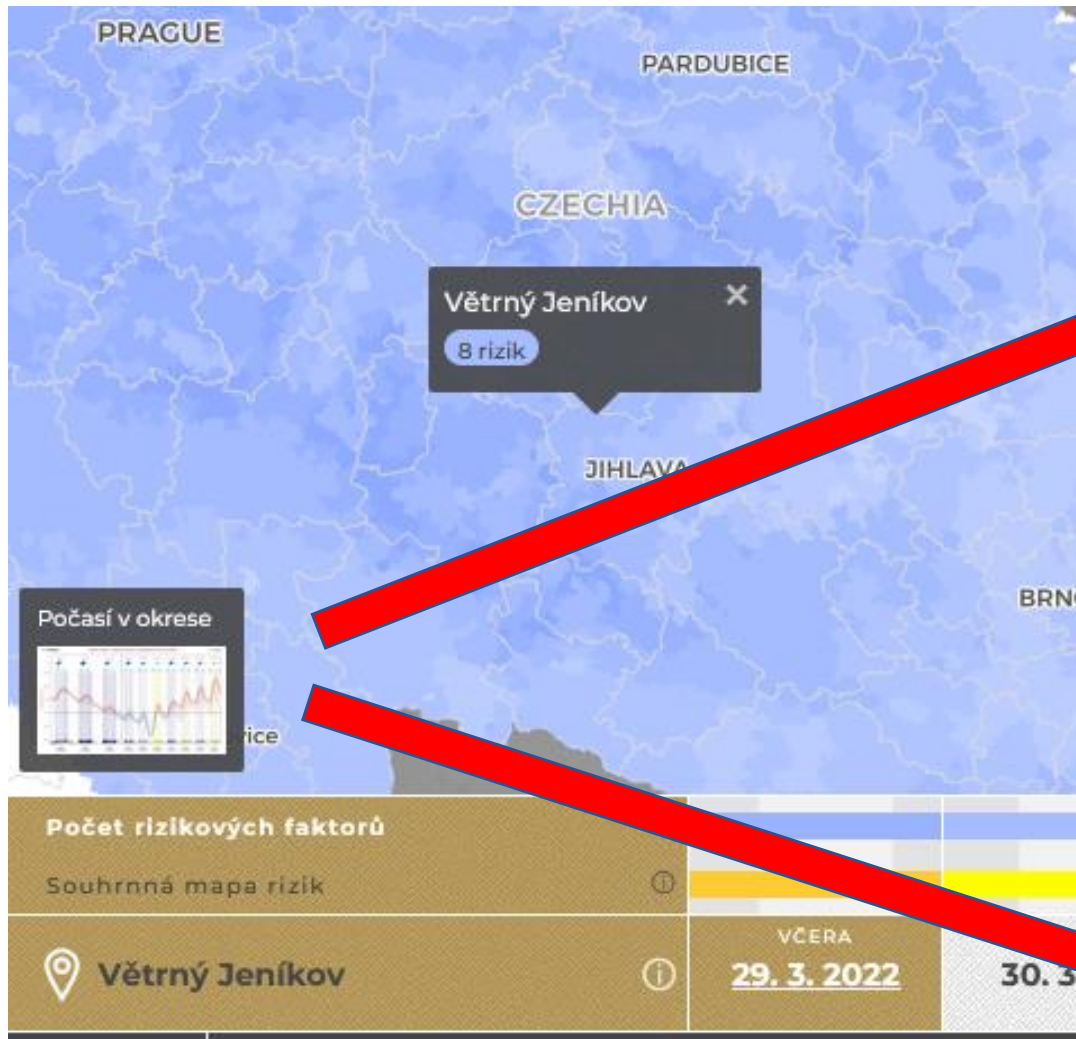 PRAGUE
PARDUBICE
CZECHIA
Větrný Jeníkov
8 rizik
JIHLAVA
BRN
Počasí v okrese
ice
Počet rizikových faktorů
Souhrnná mapa rizik
VČERA
Větrný Jeníkov
29. 3. 2022
30. 3